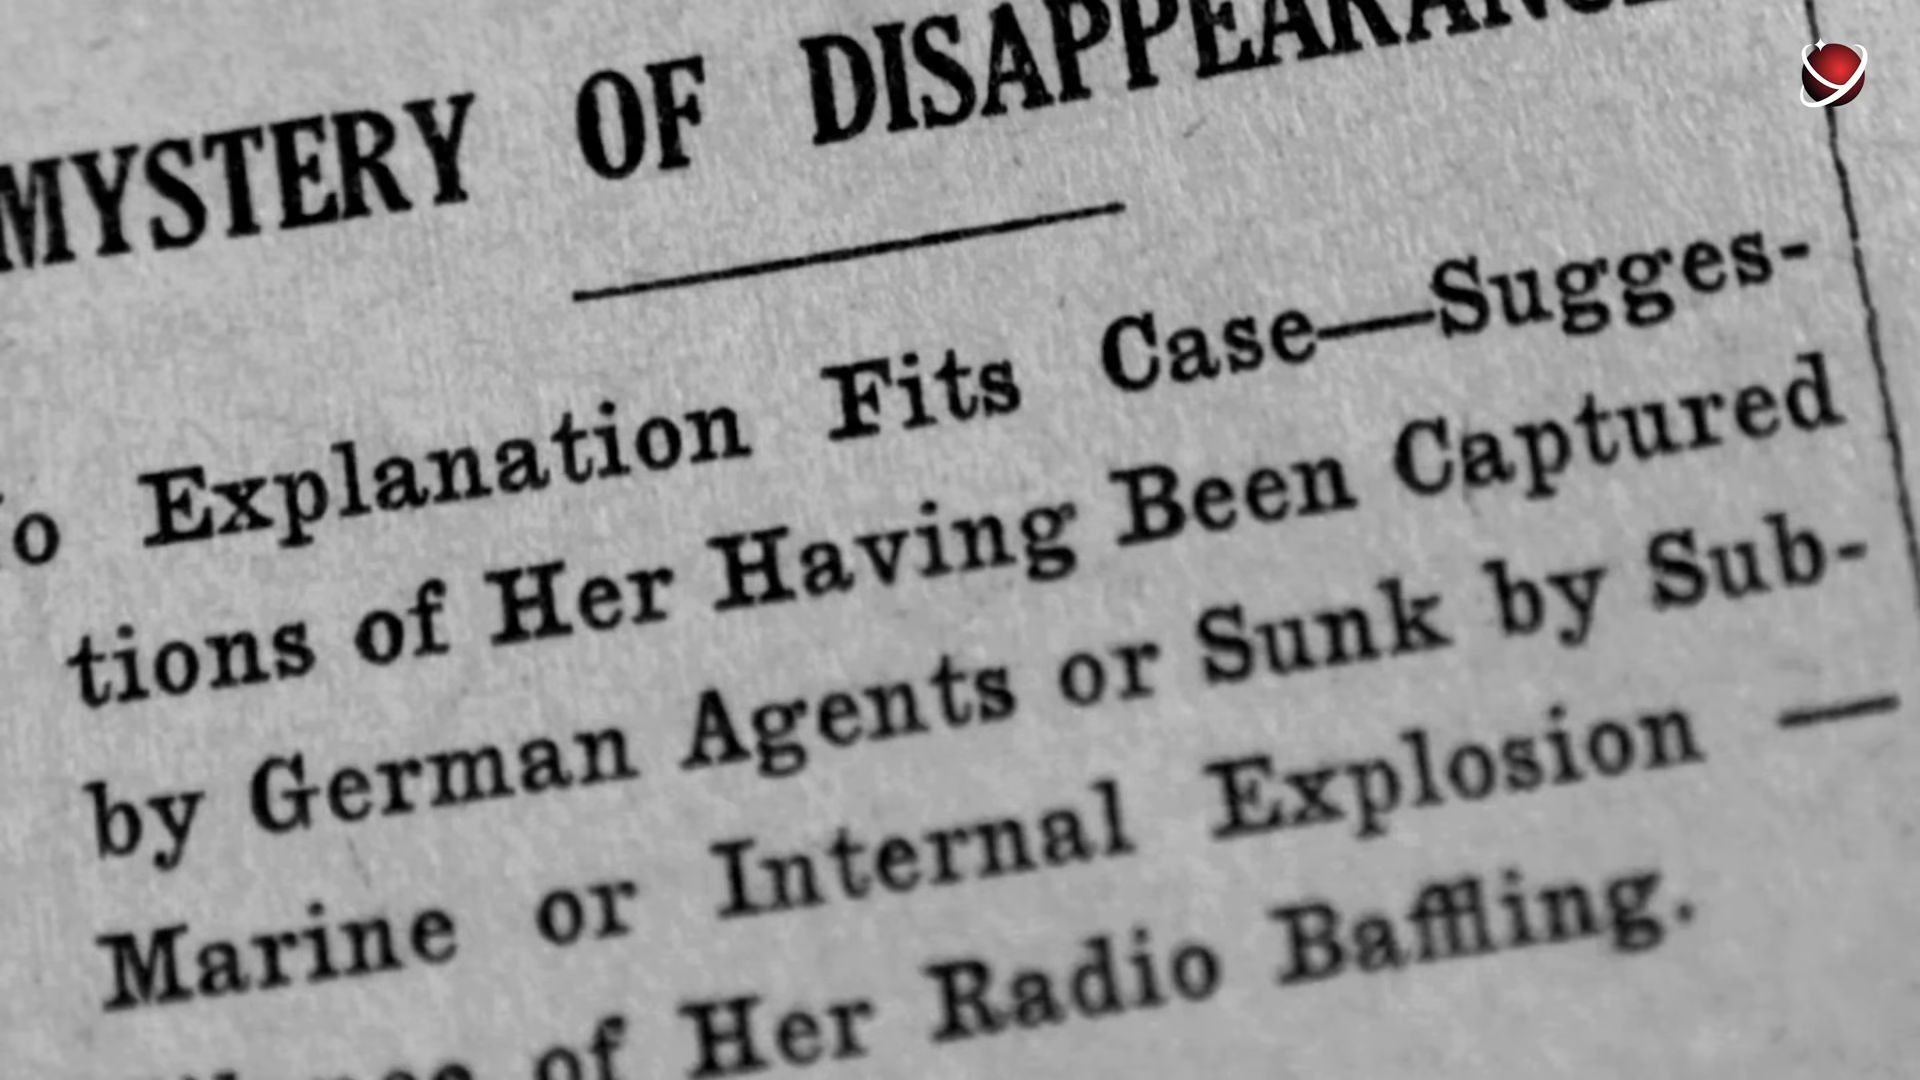 MYSTERY OF DISAPPEARANCE
o Explanation Fits Case—Sugges-
tions of Her Having Been Captured
by German Agents or Sunk by Sub-
Marine or Internal Explosion —
of Her Radio Baffling.